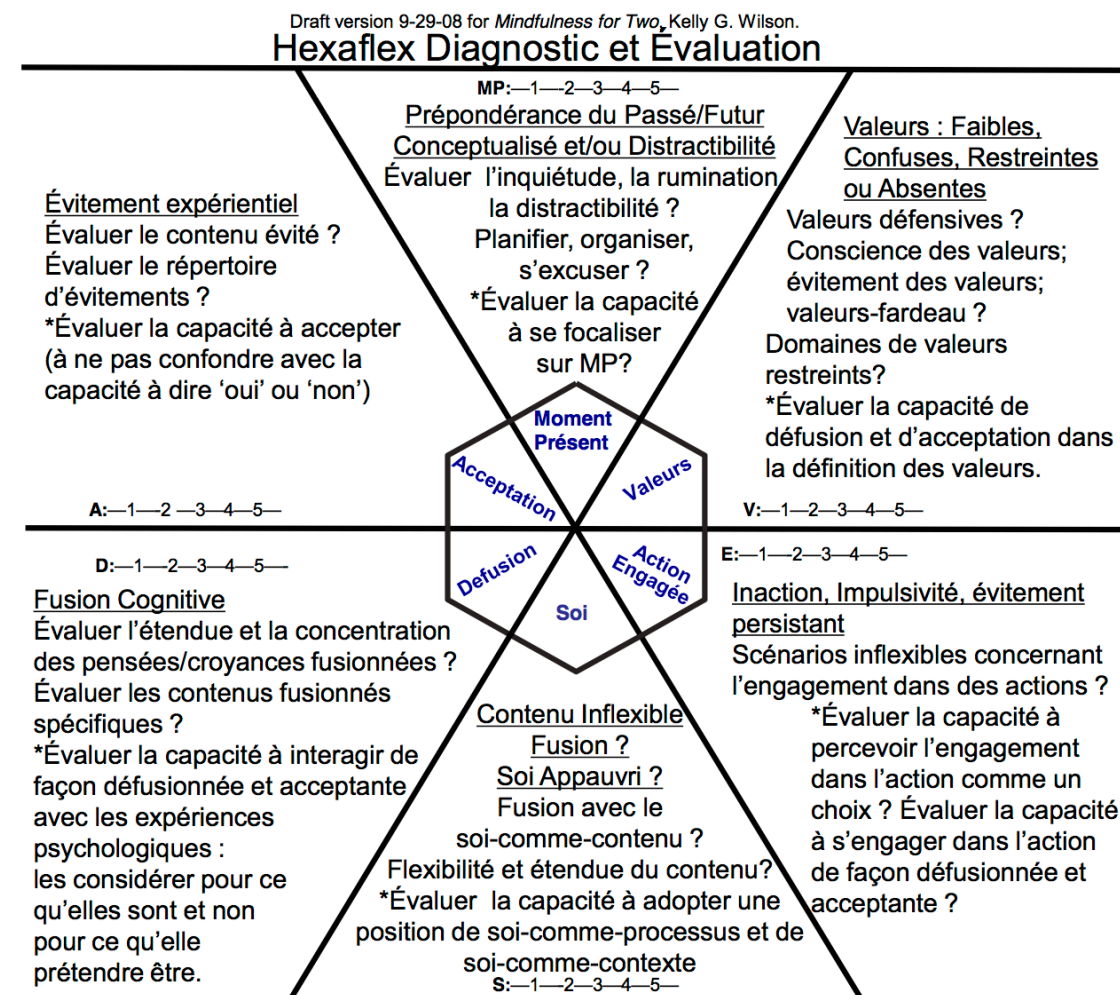 Draft version 9-29-08 for Mindfulness for Two, Kelly G. Wilson.
Hexaflex Diagnostic et Évaluation
MP:—1—-2—3—4—5—
Prépondérance du Passé/Futur
Conceptualisé et/ou Distractibilité
Évaluer l’inquiétude, la rumination
la distractibilité ?
Planifier, organiser,
s’excuser ?
*Évaluer la capacité
à se focaliser
sur MP?
Évitement expérientiel
Évaluer le contenu évité ?
Évaluer le répertoire
d’évitements ?
*Évaluer la capacité à accepter
(à ne pas confondre avec la
capacité à dire ‘oui’ ou ‘non’)
A:—1—-2 —3—4—5—
Valeurs : Faibles,
Confuses, Restreintes
ou Absentes
Valeurs défensives ?
Conscience des valeurs;
évitement des valeurs;
valeurs-fardeau ?
Domaines de valeurs
restreints?
*Évaluer la capacité de
défusion et d’acceptation dans
la définition des valeurs.
V:—1—2—3—4—5—
Moment
Présent
Acceptation
Valeurs
Defusion
Action
Engagée
Soi
D:—1—-2—3—4—5—-
Fusion Cognitive
Évaluer l’étendue et la concentration
des pensées/croyances fusionnées ?
Évaluer les contenus fusionnés
spécifiques ?
*Évaluer la capacité à interagir de
façon défusionnée et acceptante
avec les expériences
psychologiques :
les considérer pour ce
qu’elles sont et non
pour ce qu’elle
prétendre être.
Contenu Inflexible
Fusion ?
Soi Appauvri ?
Fusion avec le
soi-comme-contenu ?
Flexibilité et étendue du contenu?
*Évaluer la capacité à adopter une
position de soi-comme-processus et de
soi-comme-contexte
S:—1—-2—3—4—5—
E:—1—-2—3—4—5—
Inaction, Impulsivité, évitement
persistant
Scénarios inflexibles concernant
l’engagement dans des actions ?
*Évaluer la capacité à
percevoir l’engagement
dans l’action comme un
choix ? Évaluer la capacité
à s’engager dans l’action
de façon défusionnée et
acceptante ?